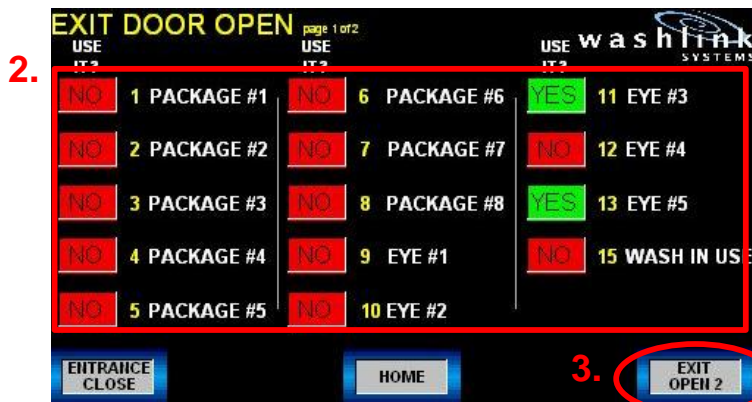 EXIT DOOR OPEN page 1 of 2
washlink
SYSTEMS
USE IT?
USE IT?
USE IT?
2.
NO 1 PACKAGE #1
NO 2 PACKAGE #2
NO 3 PACKAGE #3
NO 4 PACKAGE #4
NO 5 PACKAGE #5
NO 6 PACKAGE #6
NO 7 PACKAGE #7
NO 8 PACKAGE #8
NO 9 EYE #1
NO 10 EYE #2
YES 11 EYE #3
NO 12 EYE #4
YES 13 EYE #5
NO 15 WASH IN USE
ENTRANCE
CLOSE
HOME
3.
EXIT
OPEN 2